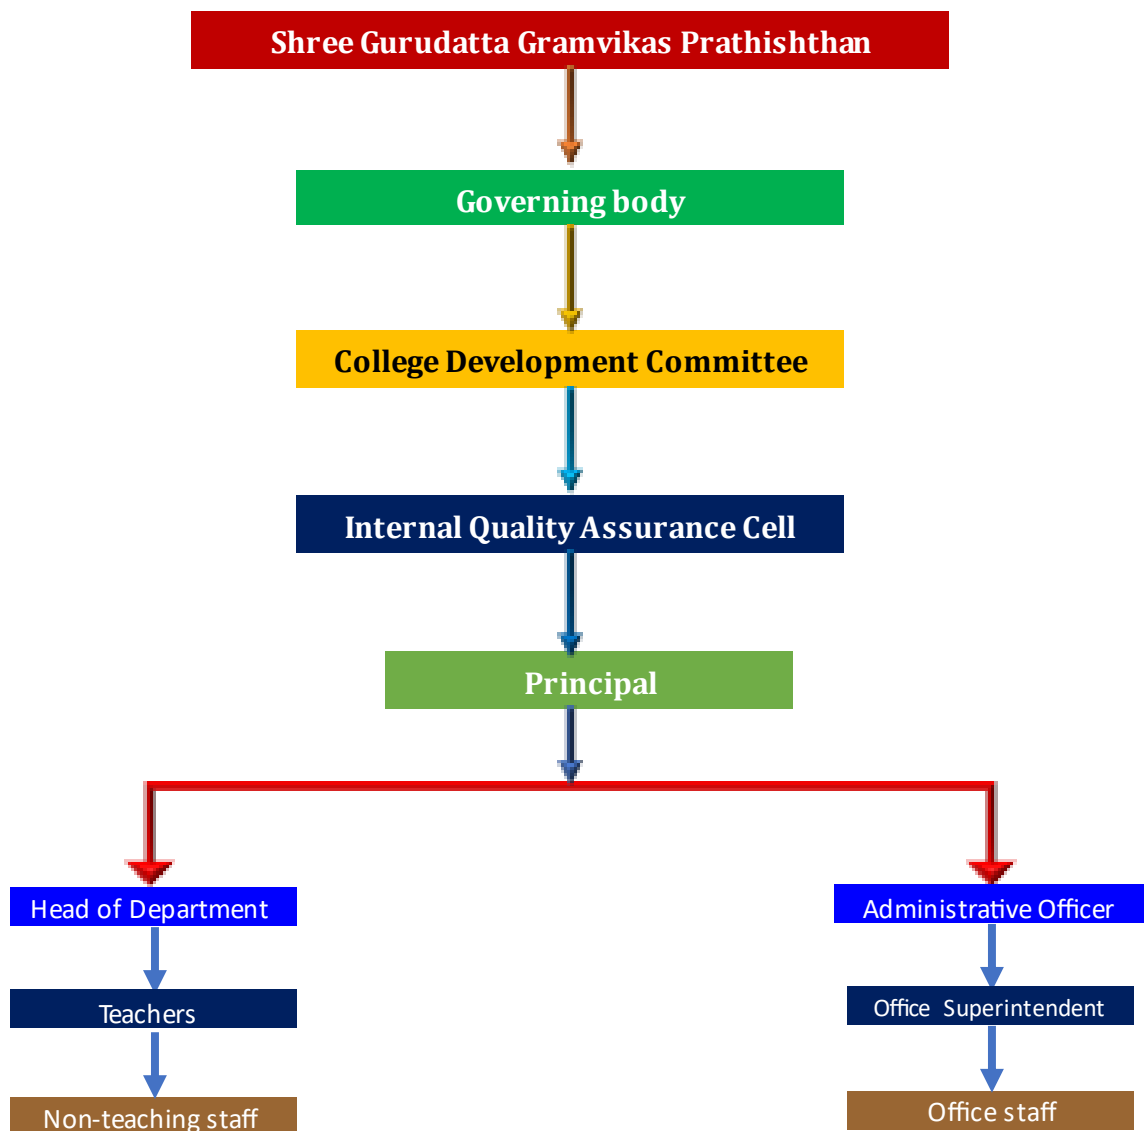 Shree Gurudatta Gramvikas Prathishthan
Governing body
College Development Committee
Internal Quality Assurance Cell
Principal
Head of Department
Administrative Officer
Teachers
Office Superintendent
Non-teaching staff
Office staff